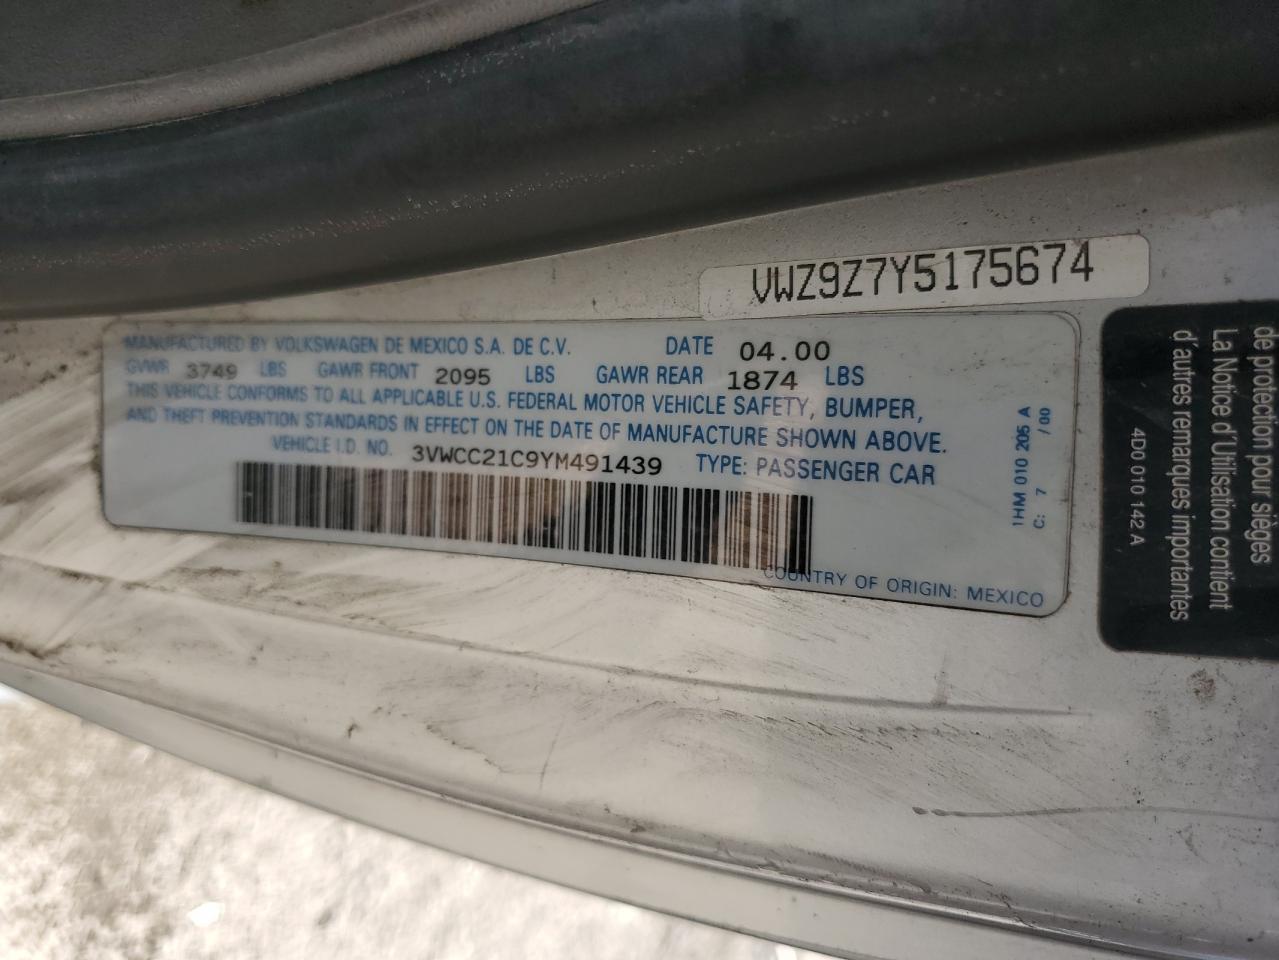 VWZ9Z7Y5175674
MANUFACTURED BY VOLKSWAGEN DE MEXICO S.A. DE C.V. DATE 04.00
GVWR 3749 LBS GAWR FRONT 2095 LBS GAWR REAR 1874 LBS
THIS VEHICLE CONFORMS TO ALL APPLICABLE U.S. FEDERAL MOTOR VEHICLE SAFETY, BUMPER,
AND THEFT PREVENTION STANDARDS IN EFFECT ON THE DATE OF MANUFACTURE SHOWN ABOVE.
VEHICLE I.D. NO. 3VWCC21C9YM491439 TYPE: PASSENGER CAR
COUNTRY OF ORIGIN: MEXICO
1HM 010 205 A
C: 7 / 00
4D0 010 142 A
de protection pour sièges
La Notice d'Utilisation contient
d'autres remarques importantes